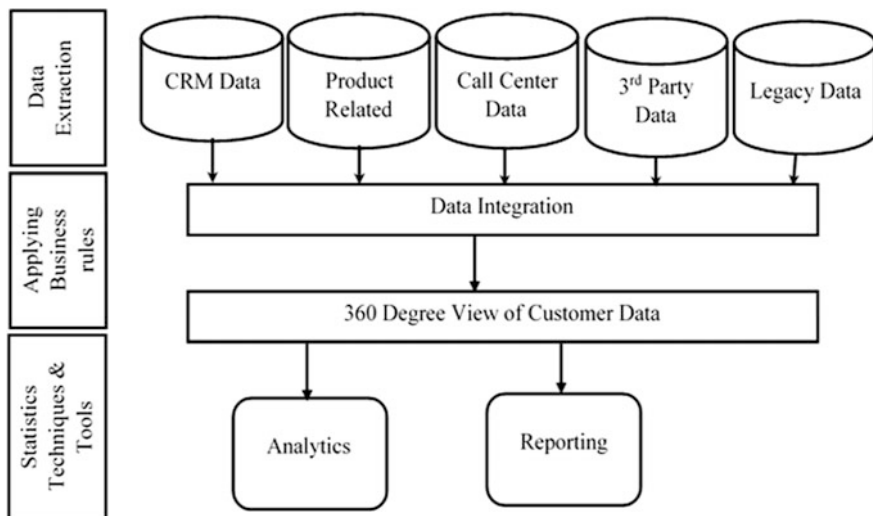 Data
Extraction
CRM Data
Product
Related
Call Center
Data
3rd Party
Data
Legacy Data
Applying
Business
rules
Data Integration
360 Degree View of Customer Data
Statistics
Techniques &
Tools
Analytics
Reporting